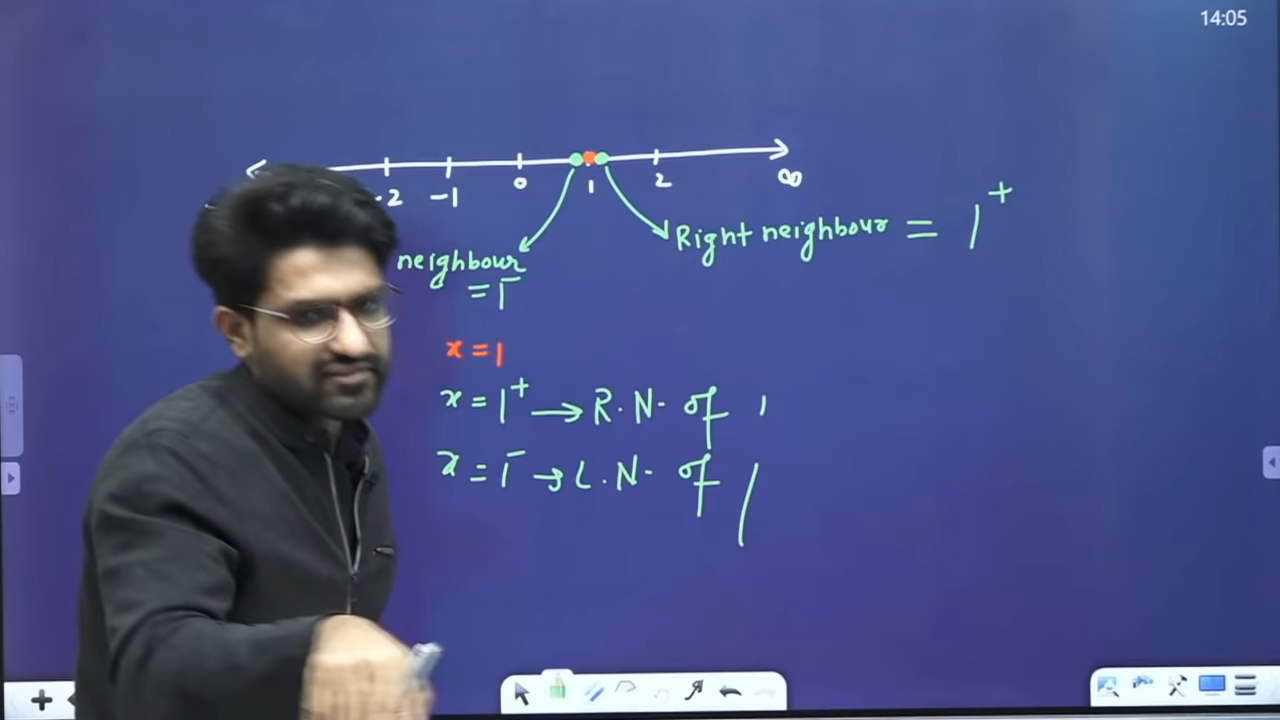 14:05
-2 -1 0 1 2 ∞
Right neighbour = 1⁺
neighbour
= 1⁻
x = 1
x = 1⁺ → R.N. of 1
x = 1⁻ → L.N. of 1